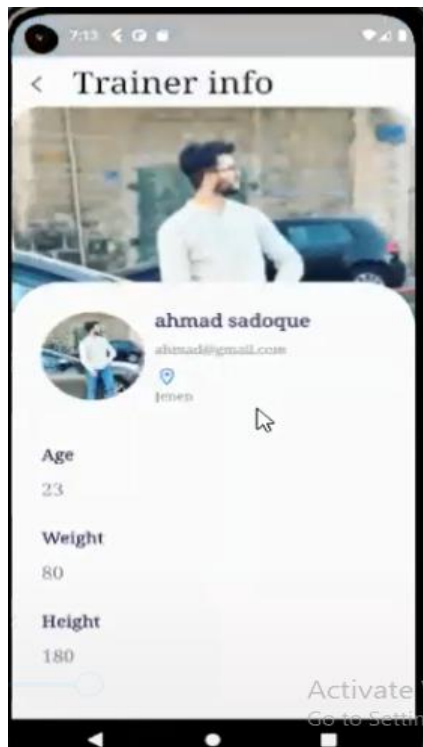 7:13
Trainer info
ahmad sadoque
ahmad@gmail.com
Jenen
Age
23
Weight
80
Height
180
Activate
Go to Settin